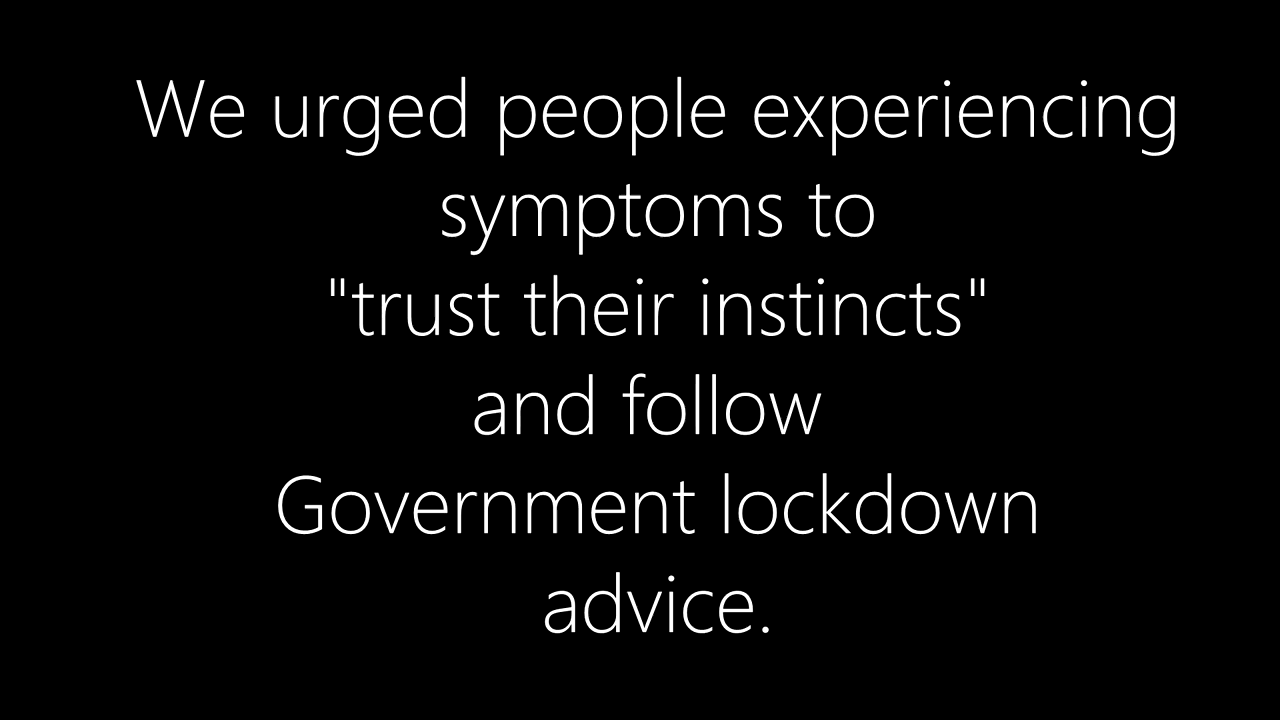 We urged people experiencing
symptoms to
"trust their instincts"
and follow
Government lockdown
advice.